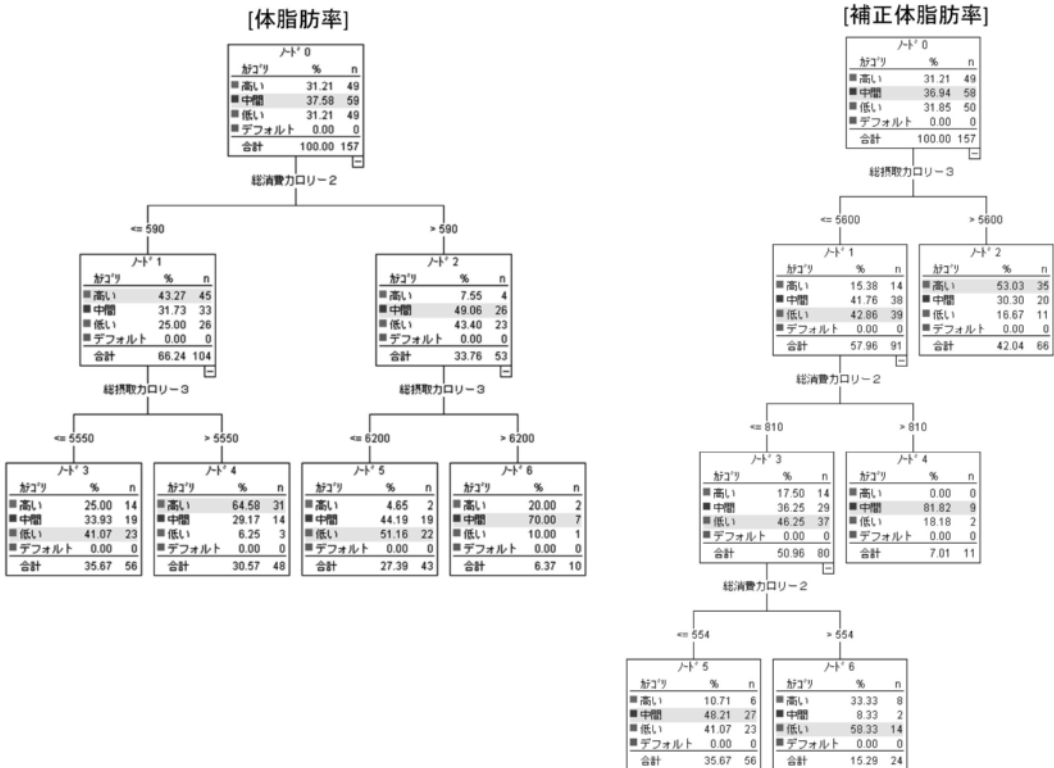 [体脂肪率]
ノード 0
カテゴリ % n
高い 31.21 49
中間 37.58 59
低い 31.21 49
デフォルト 0.00 0
合計 100.00 157
総消費カロリー2
<= 590
> 590
ノード 1
カテゴリ % n
高い 43.27 45
中間 31.73 33
低い 25.00 26
デフォルト 0.00 0
合計 66.24 104
ノード 2
カテゴリ % n
高い 7.55 4
中間 49.06 26
低い 43.40 23
デフォルト 0.00 0
合計 33.76 53
総摂取カロリー3
総摂取カロリー3
<= 5550
> 5550
<= 6200
> 6200
ノード 3
カテゴリ % n
高い 25.00 14
中間 33.93 19
低い 41.07 23
デフォルト 0.00 0
合計 35.67 56
ノード 4
カテゴリ % n
高い 64.58 31
中間 29.17 14
低い 6.25 3
デフォルト 0.00 0
合計 30.57 48
ノード 5
カテゴリ % n
高い 4.65 2
中間 44.19 19
低い 51.16 22
デフォルト 0.00 0
合計 27.39 43
ノード 6
カテゴリ % n
高い 20.00 2
中間 70.00 7
低い 10.00 1
デフォルト 0.00 0
合計 6.37 10
[補正体脂肪率]
ノード 0
カテゴリ % n
高い 31.21 49
中間 36.94 58
低い 31.85 50
デフォルト 0.00 0
合計 100.00 157
総摂取カロリー3
<= 5600
> 5600
ノード 1
カテゴリ % n
高い 15.38 14
中間 41.76 38
低い 42.86 39
デフォルト 0.00 0
合計 57.96 91
ノード 2
カテゴリ % n
高い 53.03 35
中間 30.30 20
低い 16.67 11
デフォルト 0.00 0
合計 42.04 66
総消費カロリー2
<= 810
> 810
ノード 3
カテゴリ % n
高い 17.50 14
中間 36.25 29
低い 46.25 37
デフォルト 0.00 0
合計 50.96 80
ノード 4
カテゴリ % n
高い 0.00 0
中間 81.82 9
低い 18.18 2
デフォルト 0.00 0
合計 7.01 11
総消費カロリー2
<= 554
> 554
ノード 5
カテゴリ % n
高い 10.71 6
中間 48.21 27
低い 41.07 23
デフォルト 0.00 0
合計 35.67 56
ノード 6
カテゴリ % n
高い 33.33 8
中間 8.33 2
低い 58.33 14
デフォルト 0.00 0
合計 15.29 24